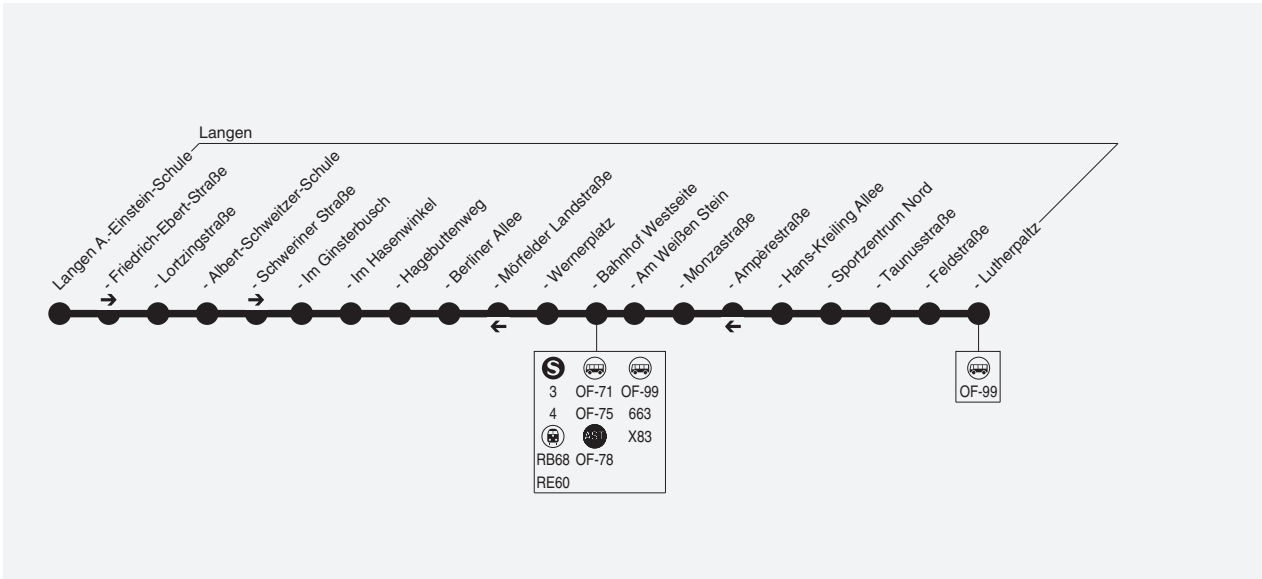 Langen
Langen A.-Einstein-Schule
- Friedrich-Ebert-Straße
- Lortzingstraße
- Albert-Schweitzer-Schule
- Schweriner Straße
- Im Ginsterbusch
- Im Hasenwinkel
- Hagebuttenweg
- Berliner Allee
- Mörfelder Landstraße
- Wernerplatz
- Bahnhof Westseite
- Am Weißen Stein
- Monzastraße
- Ampèrestraße
- Hans-Kreiling Allee
- Sportzentrum Nord
- Taunusstraße
- Feldstraße
- Lutherpaltz
S
3 OF-71 OF-99
4 OF-75 663
AST X83
RB68 OF-78
RE60
OF-99